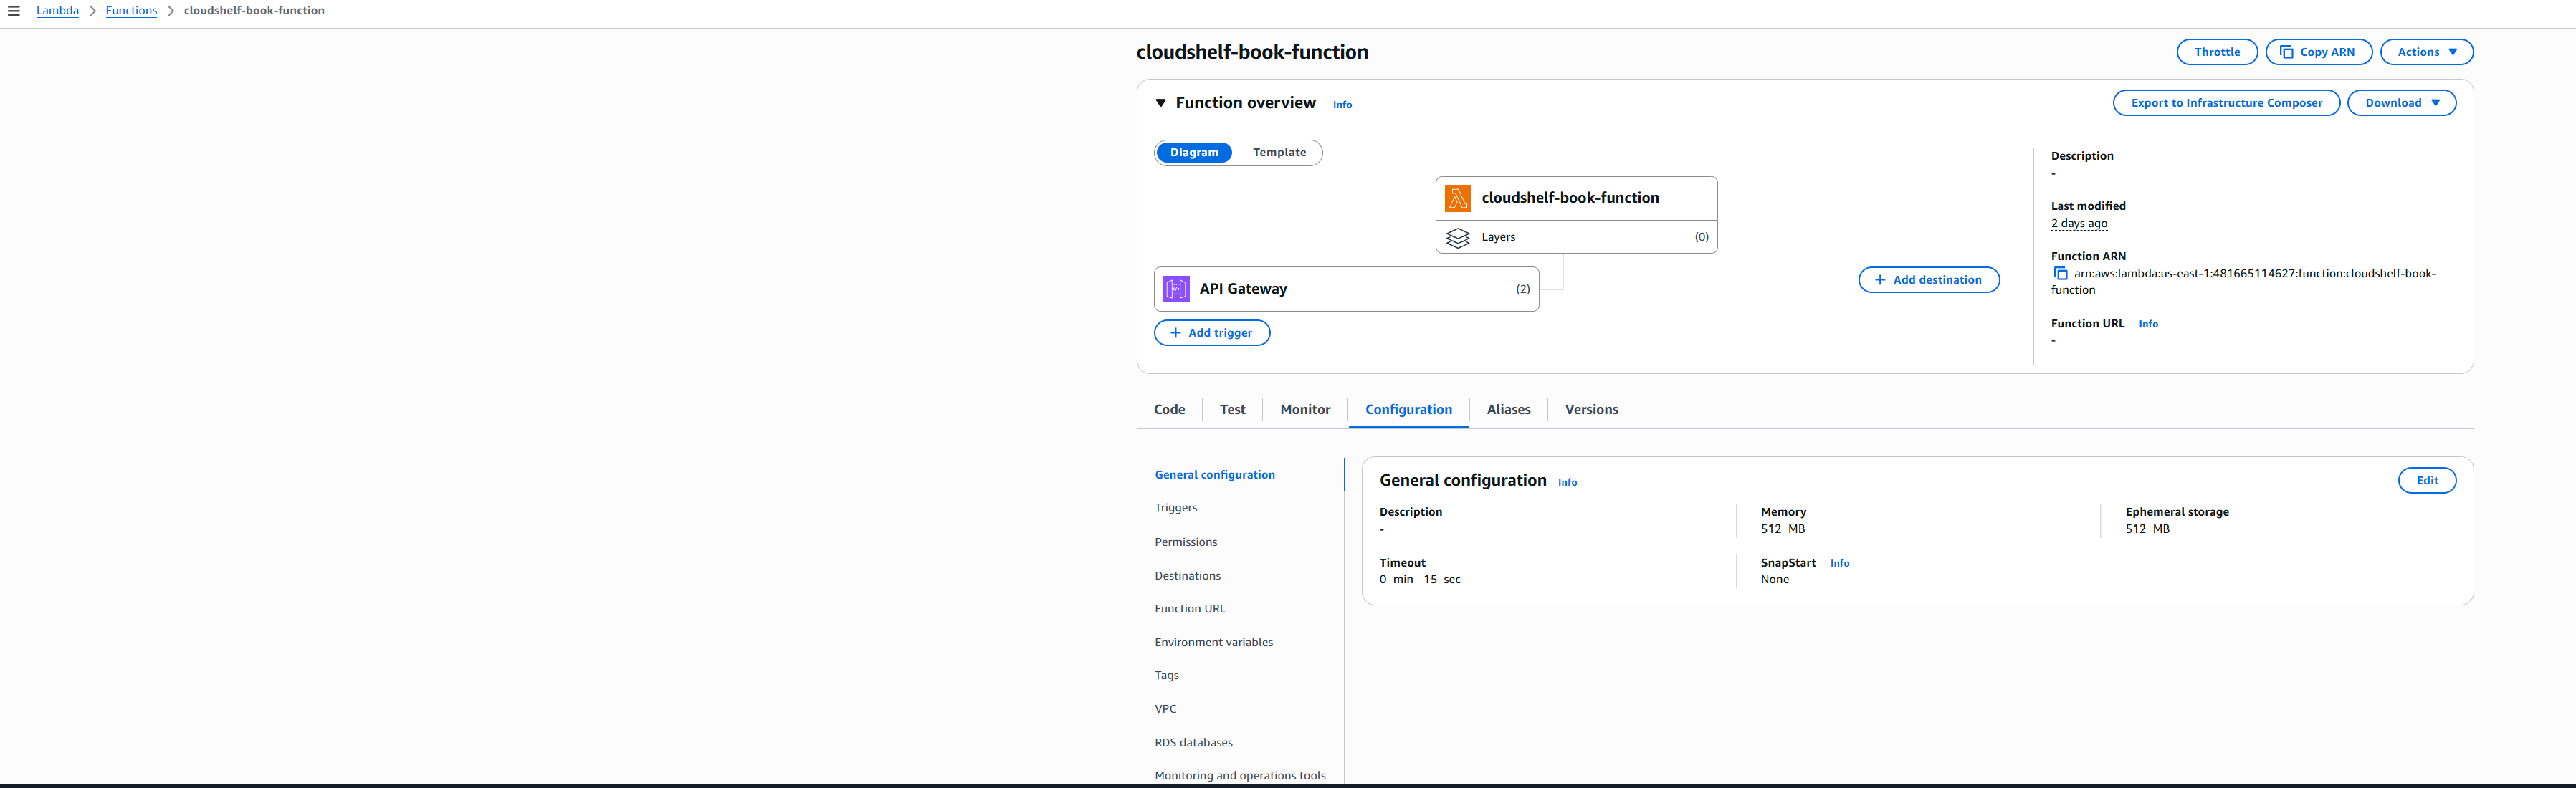 Lambda > Functions > cloudshelf-book-function
cloudshelf-book-function
Throttle
Copy ARN
Actions
Function overview Info
Export to Infrastructure Composer
Download
Diagram | Template
cloudshelf-book-function
Layers (0)
API Gateway (2)
Add trigger
Add destination
Description
-
Last modified
2 days ago
Function ARN
arn:aws:lambda:us-east-1:481665114627:function:cloudshelf-book-
function
Function URL Info
-
Code
Test
Monitor
Configuration
Aliases
Versions
General configuration
Triggers
Permissions
Destinations
Function URL
Environment variables
Tags
VPC
RDS databases
Monitoring and operations tools
General configuration Info
Edit
Description
-
Memory
512 MB
Ephemeral storage
512 MB
Timeout
0 min 15 sec
SnapStart Info
None